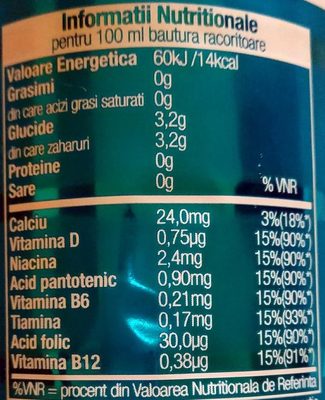 Informatii Nutritionale
pentru 100 ml bautura racoritoare
Valoare Energetica 60kJ/14kcal
Grasimi 0g
din care acizi grasi saturati 0g
Glucide 3,2g
din care zaharuri 3,2g
Proteine 0g
Sare 0g
% VNR
Calciu 24,0mg 3%(18%*)
Vitamina D 0,75µg 15%(90%*)
Niacina 2,4mg 15%(90%*)
Acid pantotenic 0,90mg 15%(90%*)
Vitamina B6 0,21mg 15%(90%*)
Tiamina 0,17mg 15%(93%*)
Acid folic 30,0µg 15%(90%*)
Vitamina B12 0,38µg 15%(91%*)
%VNR = procent din Valoarea Nutritionala de Referinta